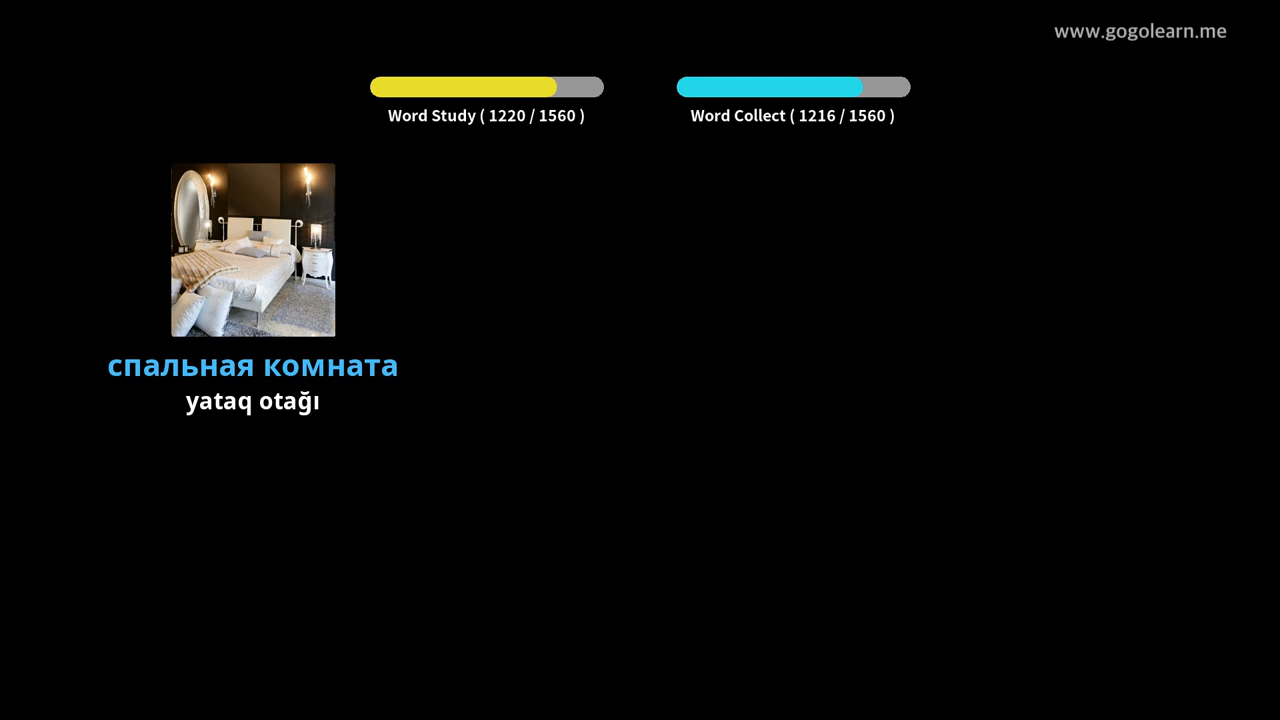 www.gogolearn.me
Word Study ( 1220 / 1560 )
Word Collect ( 1216 / 1560 )
спальная комната
yataq otağı